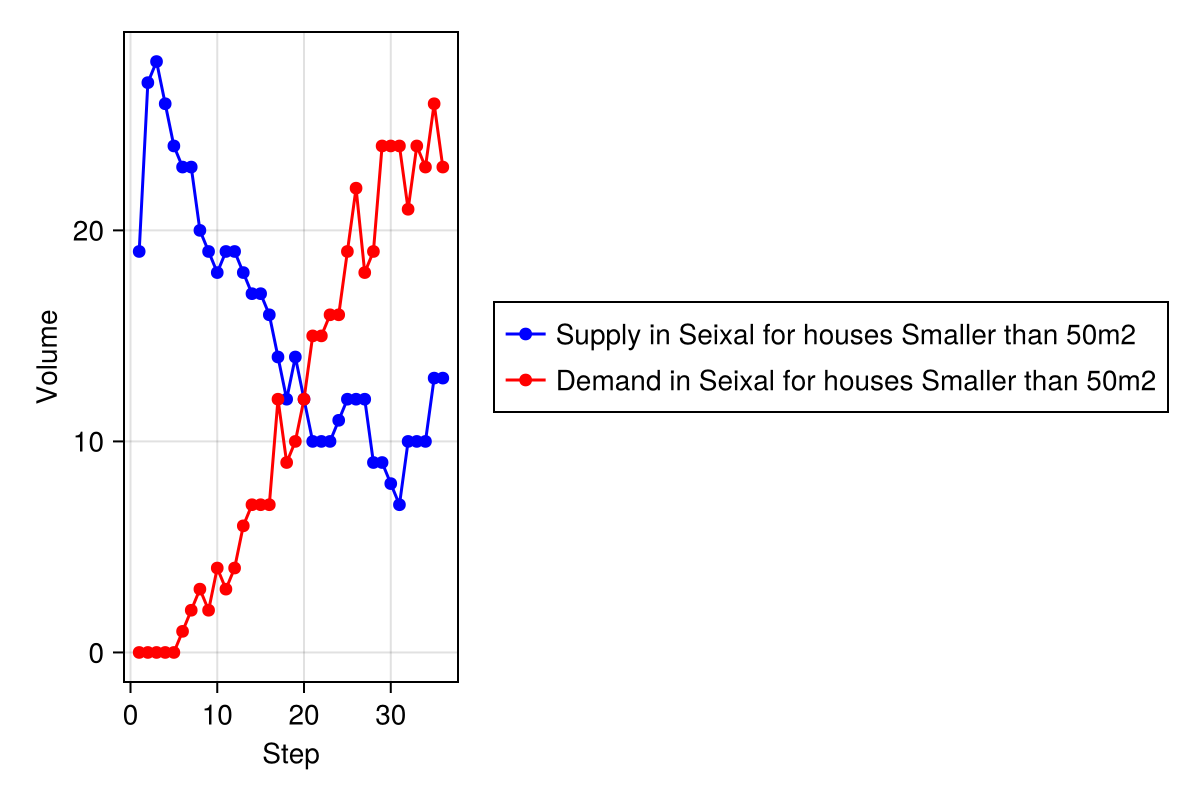 Volume
20
10
0
0 10 20 30
Step
Supply in Seixal for houses Smaller than 50m2
Demand in Seixal for houses Smaller than 50m2